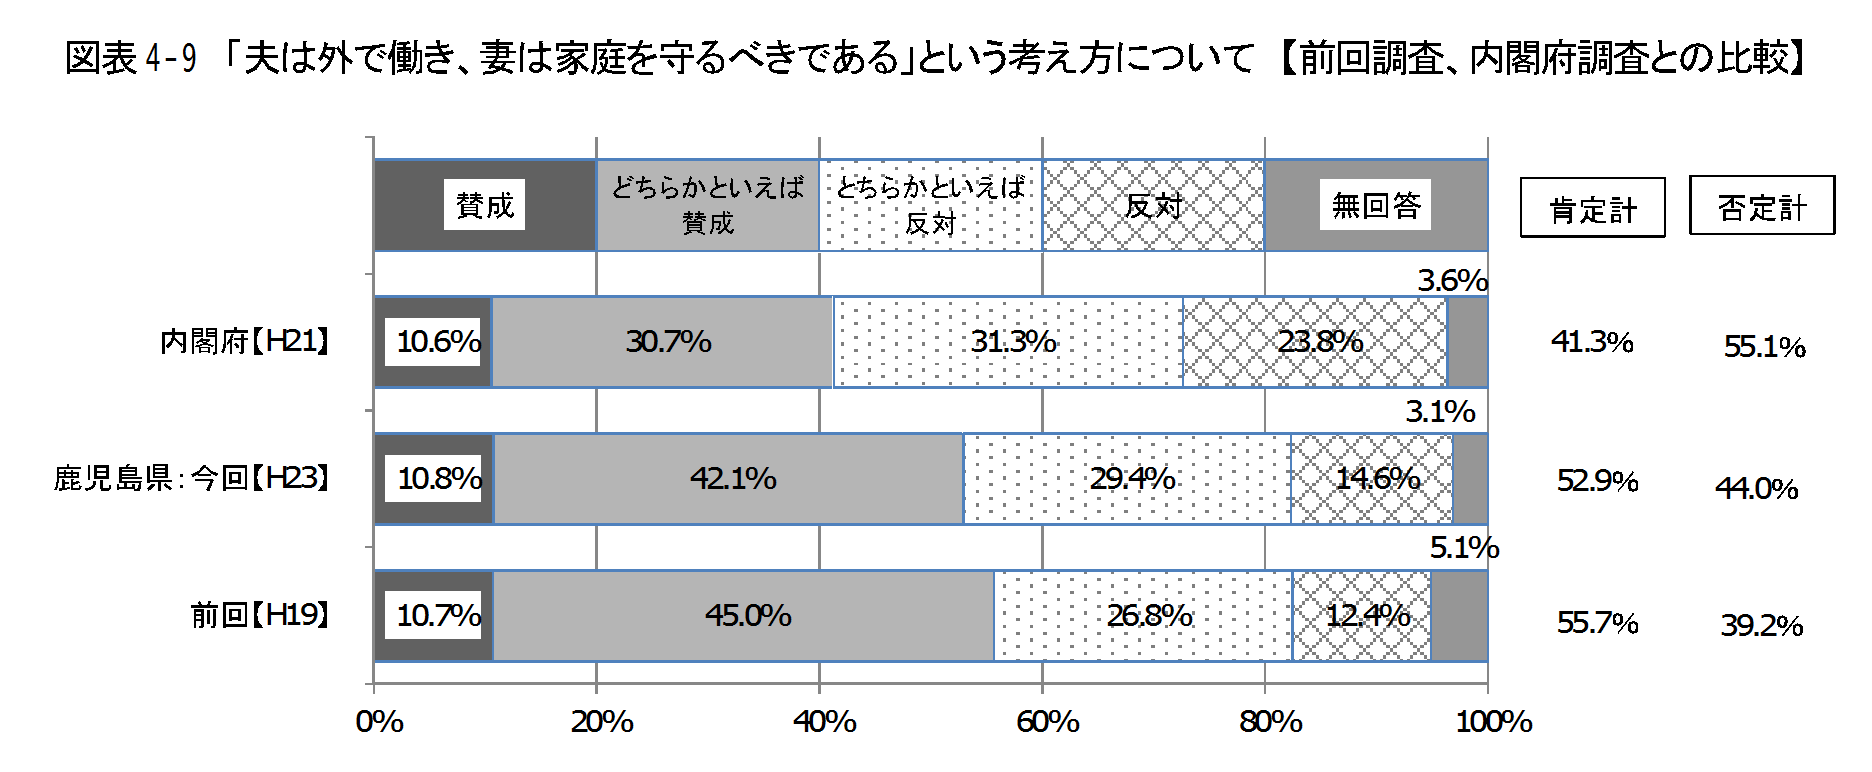 図表 4-9 「夫は外で働き、妻は家庭を守るべきである」という考え方について 【前回調査、内閣府調査との比較】
賛成 どちらかといえば 賛成 どちらかといえば 反対 反対 無回答 肯定計 否定計
3.6%
内閣府【H21】 10.6% 30.7% 31.3% 23.8% 41.3% 55.1%
3.1%
鹿児島県：今回【H23】 10.8% 42.1% 29.4% 14.6% 52.9% 44.0%
5.1%
前回【H19】 10.7% 45.0% 26.8% 12.4% 55.7% 39.2%
0% 20% 40% 60% 80% 100%